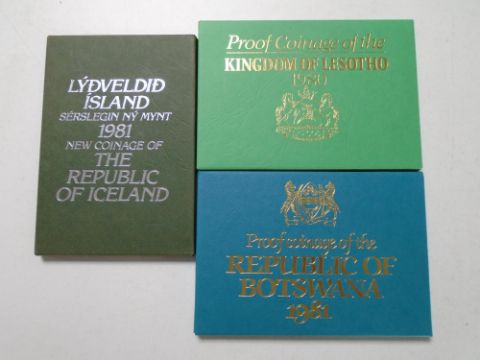 LÝÐVELDIÐ
ÍSLAND
SÉRSLEGIN NÝ MYNT
1981
NEW COINAGE OF
THE
REPUBLIC
OF ICELAND
Proof Coinage of the
KINGDOM OF LESOTHO
1980
Proof coinage of the
REPUBLIC OF
BOTSWANA
1981